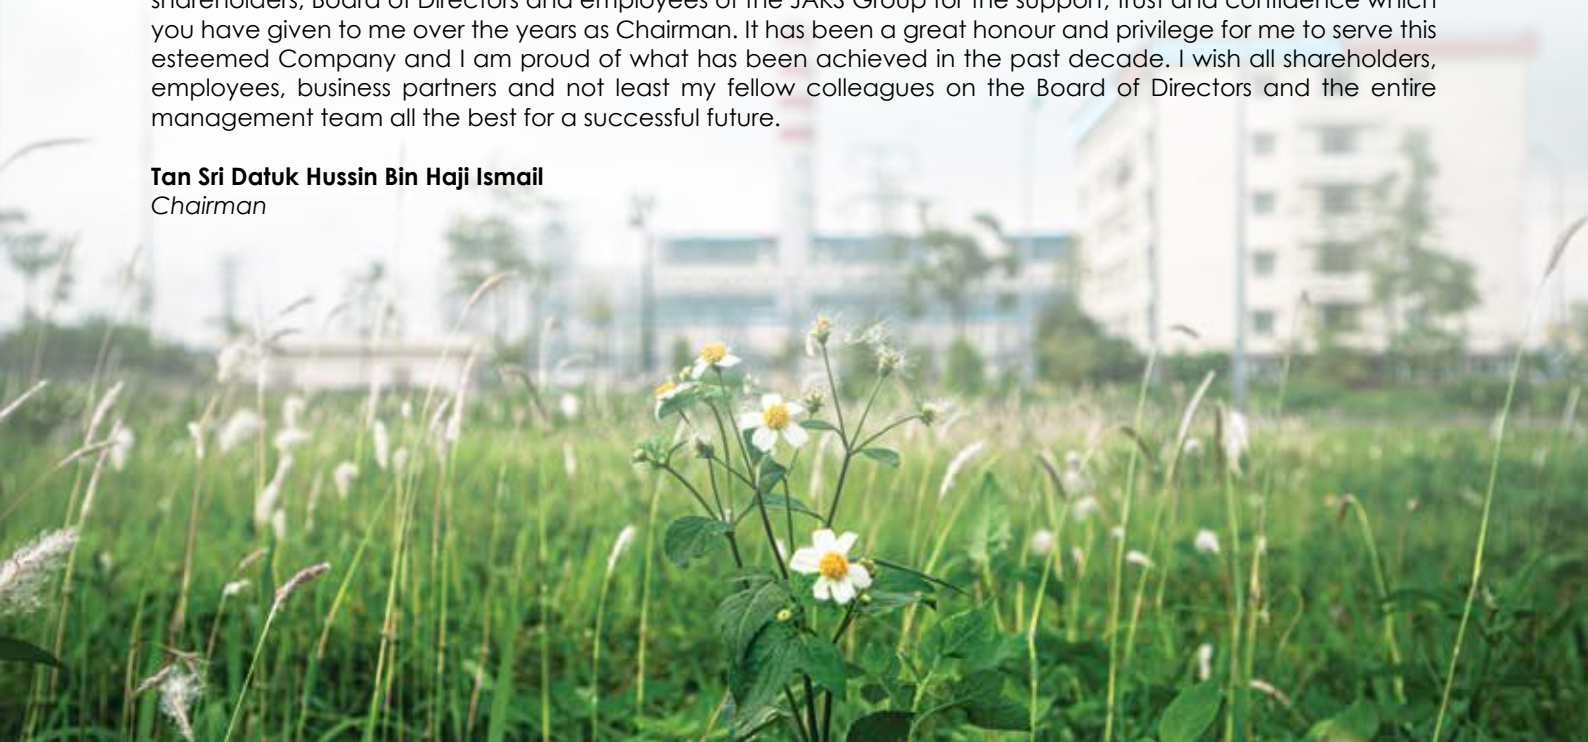 shareholders, Board of Directors and employees of the JAKS Group for the support, trust and confidence which
you have given to me over the years as Chairman. It has been a great honour and privilege for me to serve this
esteemed Company and I am proud of what has been achieved in the past decade. I wish all shareholders,
employees, business partners and not least my fellow colleagues on the Board of Directors and the entire
management team all the best for a successful future.
Tan Sri Datuk Hussin Bin Haji Ismail
Chairman